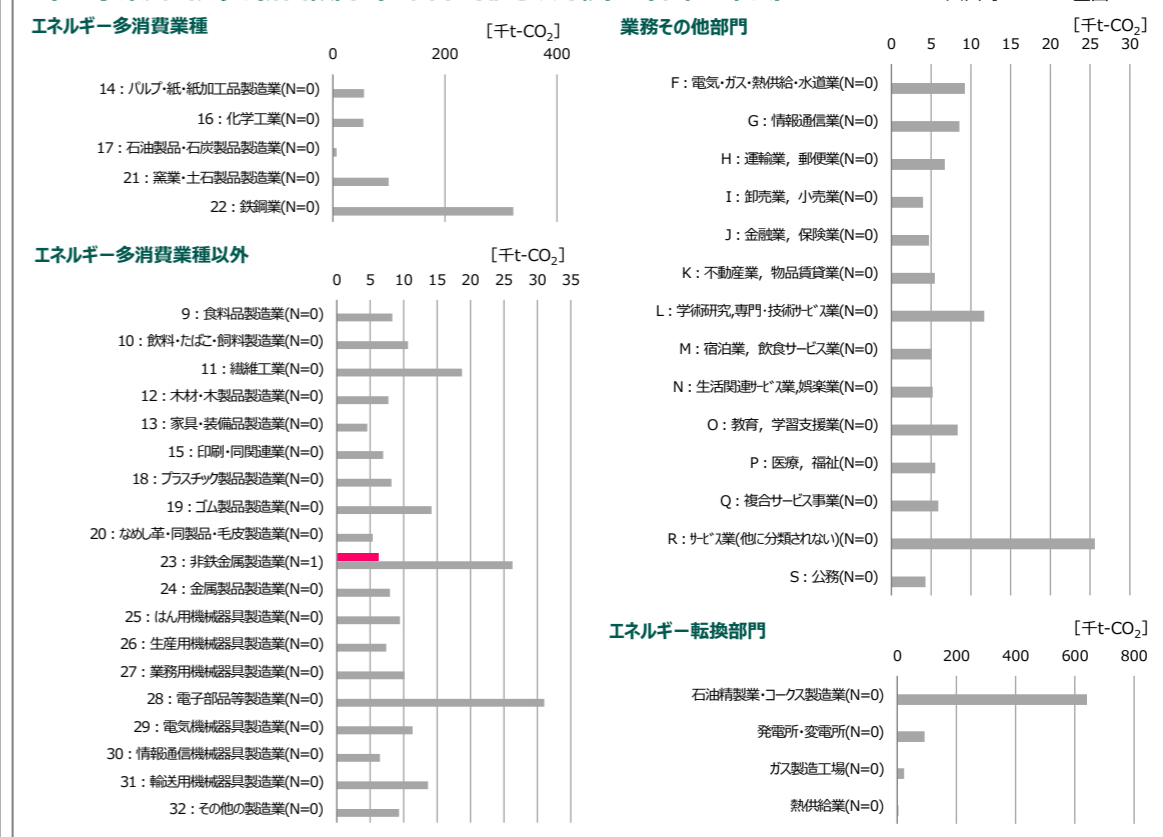 エネルギー多消費業種
[千t-CO2]
0 200 400
14：パルプ・紙・紙加工品製造業(N=0)
16：化学工業(N=0)
17：石油製品・石炭製品製造業(N=0)
21：窯業・土石製品製造業(N=0)
22：鉄鋼業(N=0)
エネルギー多消費業種以外
[千t-CO2]
0 5 10 15 20 25 30 35
9：食料品製造業(N=0)
10：飲料・たばこ・飼料製造業(N=0)
11：繊維工業(N=0)
12：木材・木製品製造業(N=0)
13：家具・装備品製造業(N=0)
15：印刷・同関連業(N=0)
18：プラスチック製品製造業(N=0)
19：ゴム製品製造業(N=0)
20：なめし革・同製品・毛皮製造業(N=0)
23：非鉄金属製造業(N=1)
24：金属製品製造業(N=0)
25：はん用機械器具製造業(N=0)
26：生産用機械器具製造業(N=0)
27：業務用機械器具製造業(N=0)
28：電子部品等製造業(N=0)
29：電気機械器具製造業(N=0)
30：情報通信機械器具製造業(N=0)
31：輸送用機械器具製造業(N=0)
32：その他の製造業(N=0)
業務その他部門
[千t-CO2]
0 5 10 15 20 25 30
F：電気・ガス・熱供給・水道業(N=0)
G：情報通信業(N=0)
H：運輸業，郵便業(N=0)
I：卸売業，小売業(N=0)
J：金融業，保険業(N=0)
K：不動産業，物品賃貸業(N=0)
L：学術研究,専門・技術ｻｰﾋﾞｽ業(N=0)
M：宿泊業，飲食サービス業(N=0)
N：生活関連ｻｰﾋﾞｽ業,娯楽業(N=0)
O：教育，学習支援業(N=0)
P：医療，福祉(N=0)
Q：複合サービス事業(N=0)
R：ｻｰﾋﾞｽ業(他に分類されない)(N=0)
S：公務(N=0)
エネルギー転換部門
[千t-CO2]
0 200 400 600 800
石油精製業・コークス製造業(N=0)
発電所・変電所(N=0)
ガス製造工場(N=0)
熱供給業(N=0)